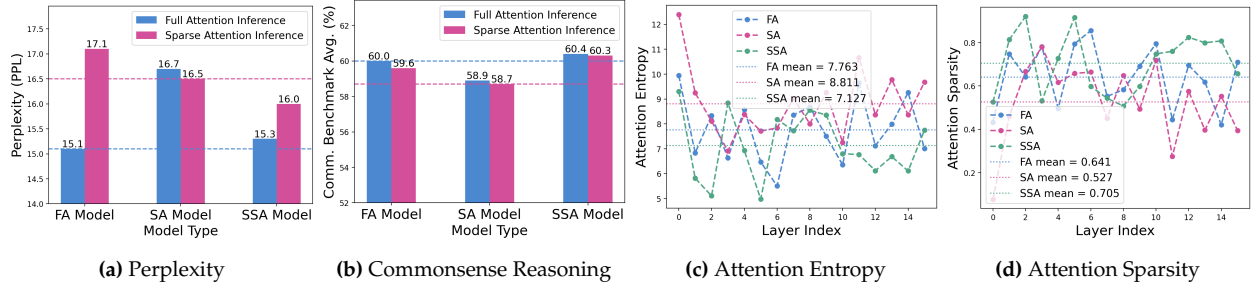 Perplexity (PPL)
17.5
17.0
16.5
16.0
15.5
15.0
14.5
14.0
Full Attention Inference
Sparse Attention Inference
15.1
17.1
16.7
16.5
15.3
16.0
FA Model
SA Model
SSA Model
Model Type
(a) Perplexity
Comm. Benchmark Avg. (%)
64
62
60
58
56
54
52
Full Attention Inference
Sparse Attention Inference
60.0
59.6
58.9
58.7
60.4
60.3
FA Model
SA Model
SSA Model
Model Type
(b) Commonsense Reasoning
Attention Entropy
12
11
10
9
8
7
6
5
FA
SA
SSA
FA mean = 7.763
SA mean = 8.811
SSA mean = 7.127
0 2 4 6 8 10 12 14
Layer Index
(c) Attention Entropy
Attention Sparsity
0.8
0.6
0.4
0.2
FA
SA
SSA
FA mean = 0.641
SA mean = 0.527
SSA mean = 0.705
0 2 4 6 8 10 12 14
Layer Index
(d) Attention Sparsity